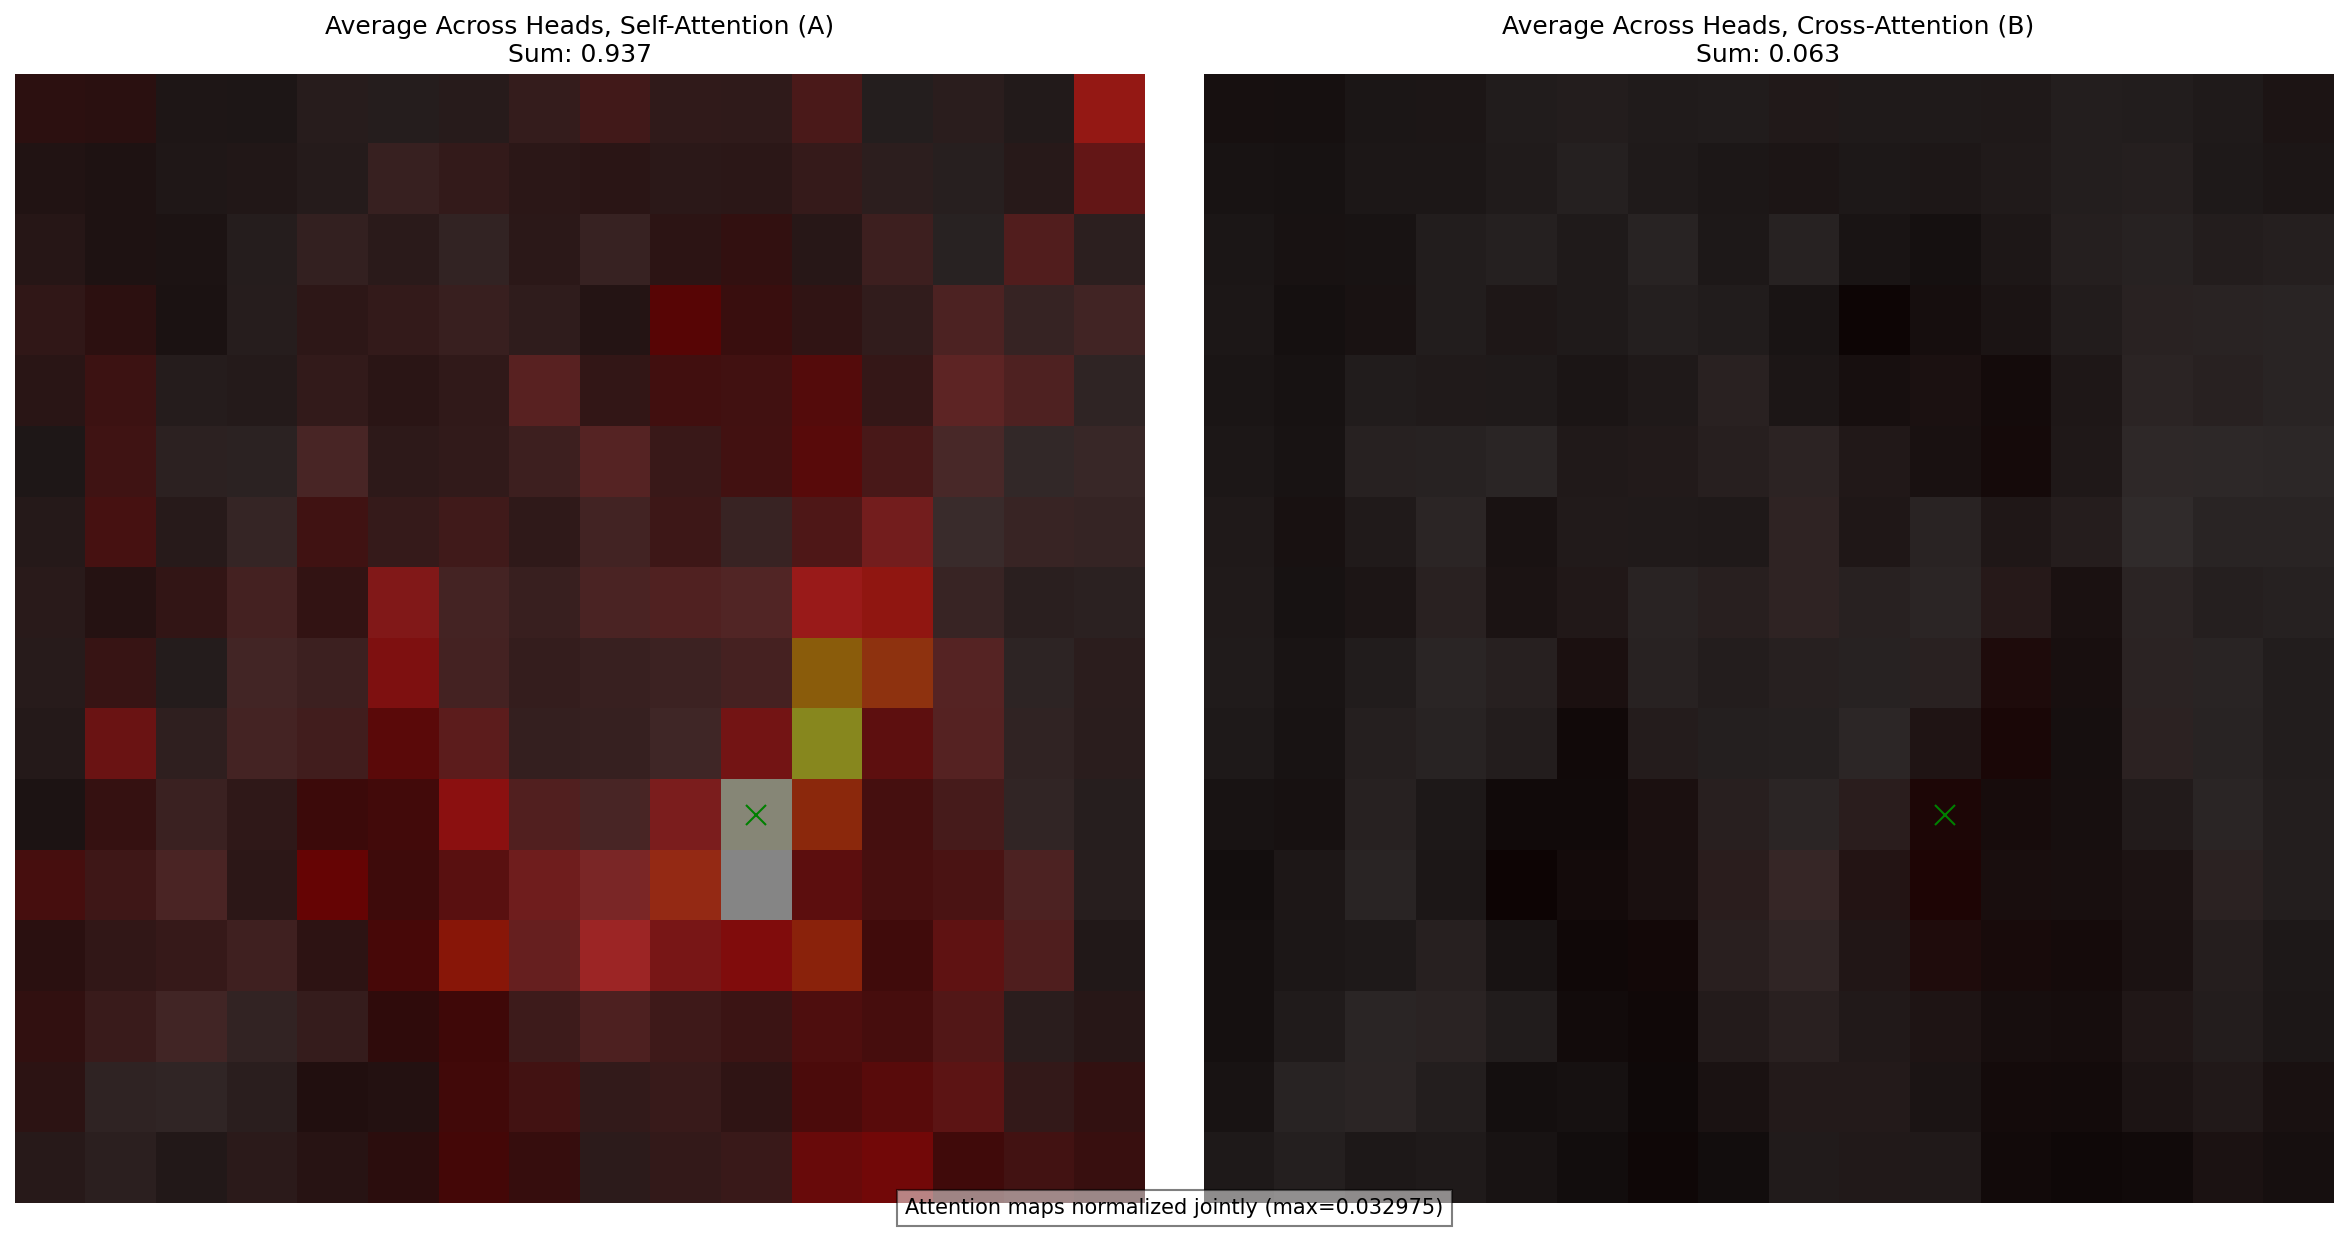 Average Across Heads, Self-Attention (A)
Sum: 0.937
Average Across Heads, Cross-Attention (B)
Sum: 0.063
Attention maps normalized jointly (max=0.032975)